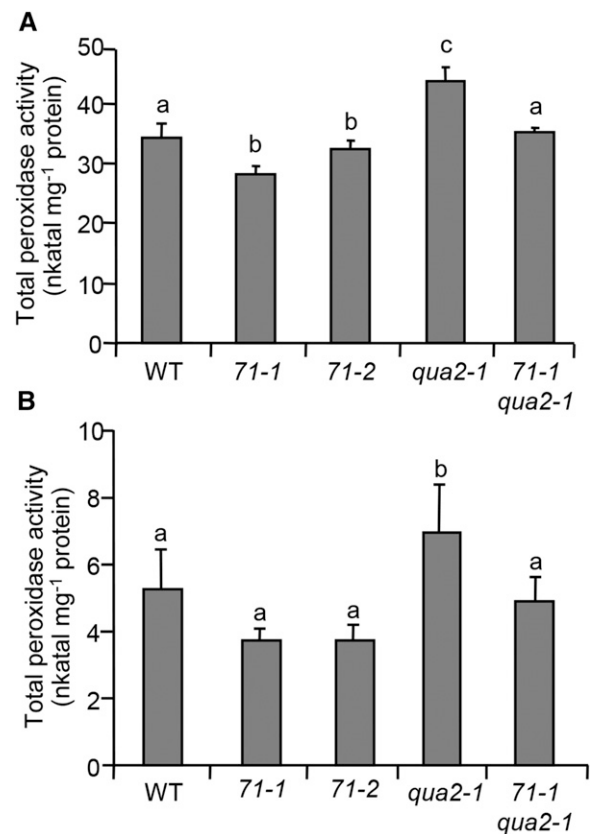 A
Total peroxidase activity
(nkatal mg⁻¹ protein)
50
40
30
20
10
0
a
b
b
c
a
WT
71-1
71-2
qua2-1
71-1
qua2-1
B
Total peroxidase activity
(nkatal mg⁻¹ protein)
10
8
6
4
2
0
a
a
a
b
a
WT
71-1
71-2
qua2-1
71-1
qua2-1